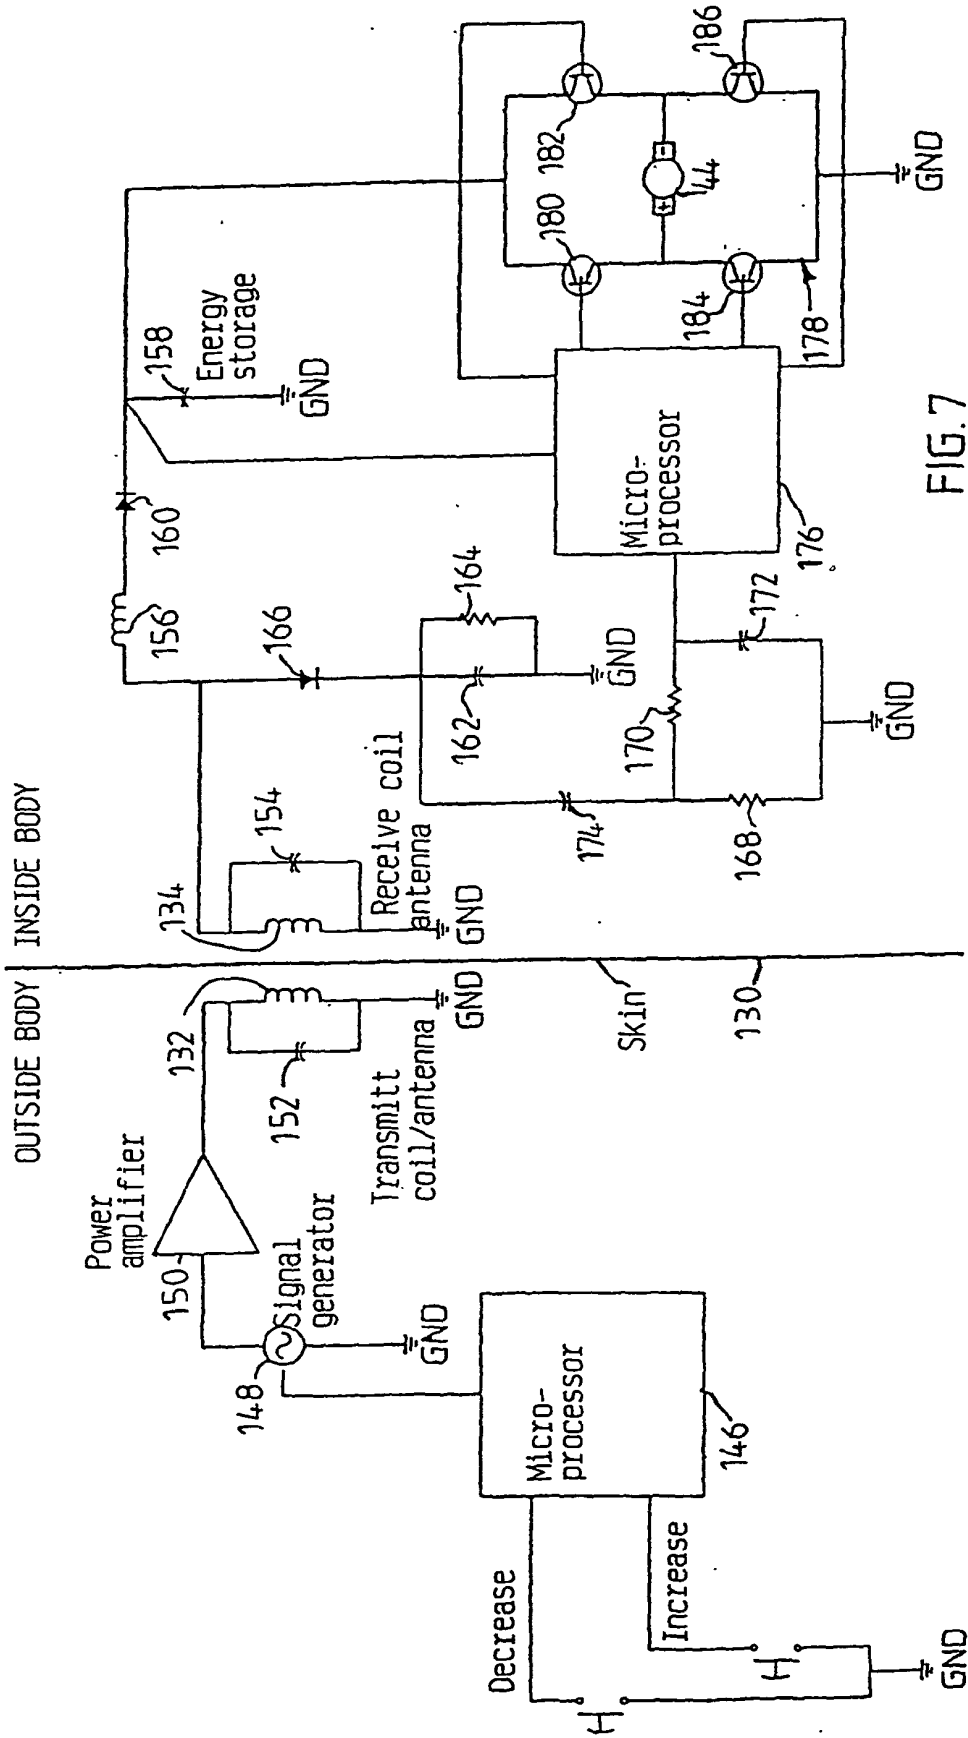 OUTSIDE BODY
INSIDE BODY
Power
amplifier
150
132
134
154
152
Signal
generator
148
GND
Transmitt
coil/antenna
GND
Receive coil
antenna
GND
Micro-
processor
146
Decrease
Increase
GND
Skin
130
156
160
158
Energy
storage
GND
166
164
162
GND
174
170
168
172
GND
Micro-
processor
176
180
182
184
186
44
178
GND
FIG. 7